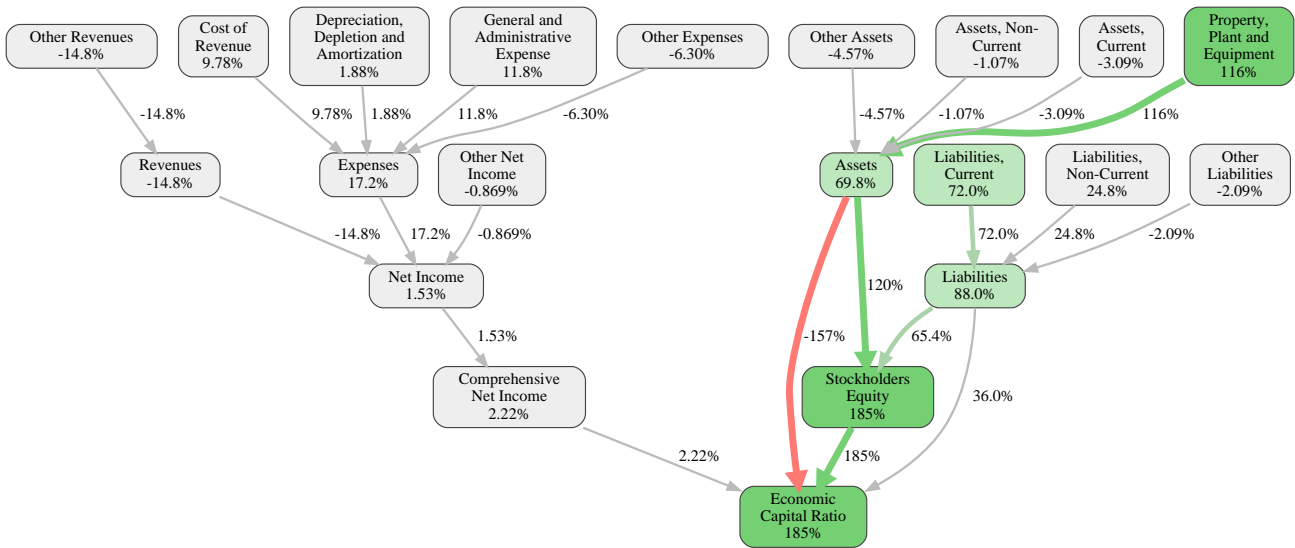 Other Revenues
-14.8%
Cost of
Revenue
9.78%
Depreciation,
Depletion and
Amortization
1.88%
General and
Administrative
Expense
11.8%
Other Expenses
-6.30%
Other Assets
-4.57%
Assets, Non-
Current
-1.07%
Assets,
Current
-3.09%
Property,
Plant and
Equipment
116%
-14.8%
9.78%
1.88%
11.8%
-6.30%
-4.57%
-1.07%
-3.09%
116%
Revenues
-14.8%
Expenses
17.2%
Other Net
Income
-0.869%
Assets
69.8%
Liabilities,
Current
72.0%
Liabilities,
Non-Current
24.8%
Other
Liabilities
-2.09%
-14.8%
17.2%
-0.869%
72.0%
24.8%
-2.09%
Net Income
1.53%
120%
Liabilities
88.0%
1.53%
-157%
65.4%
Comprehensive
Net Income
2.22%
Stockholders
Equity
185%
36.0%
2.22%
185%
Economic
Capital Ratio
185%